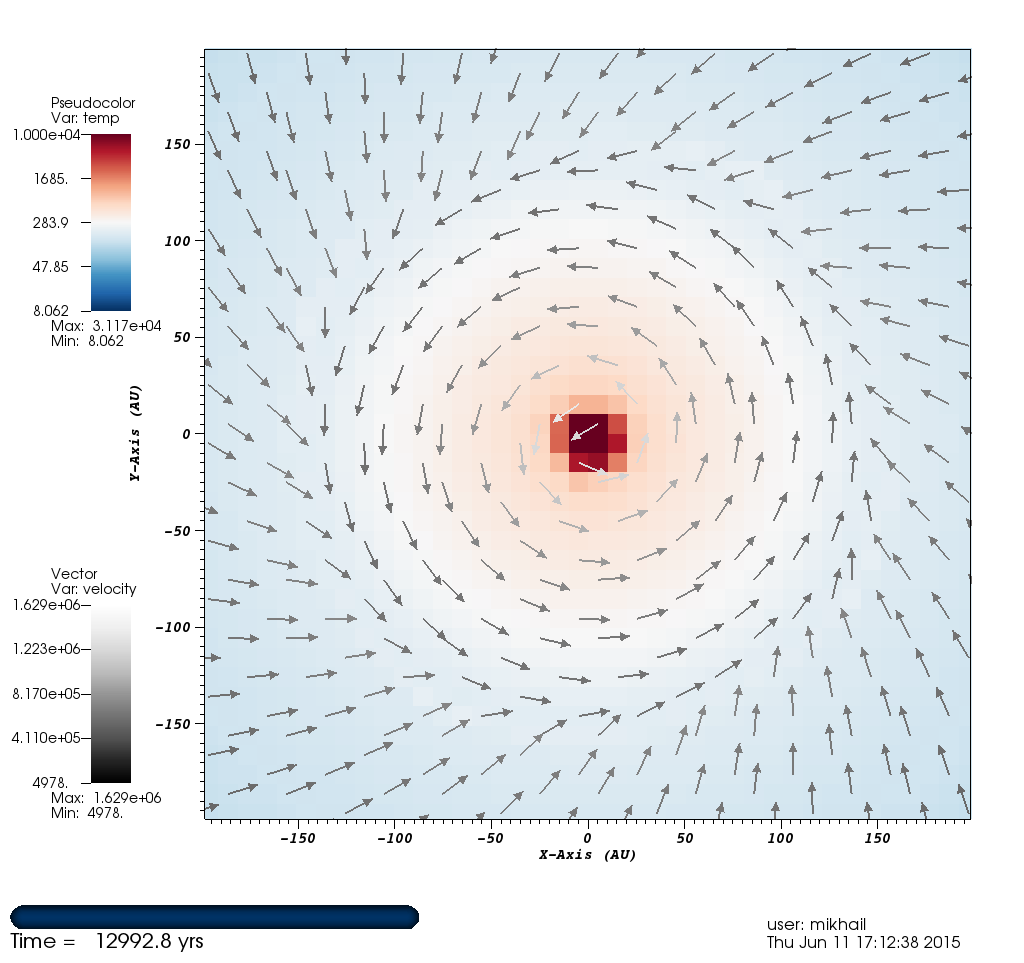 Pseudocolor
Var: temp
1.000e+04
1685.
283.9
47.85
8.062
Max: 3.117e+04
Min: 8.062
Vector
Var: velocity
1.629e+06
1.223e+06
8.170e+05
4.110e+05
4978.
Max: 1.629e+06
Min: 4978.
Y-Axis (AU)
150
100
50
0
-50
-100
-150
-150 -100 -50 0 50 100 150
X-Axis (AU)
Time = 12992.8 yrs
user: mikhail
Thu Jun 11 17:12:38 2015